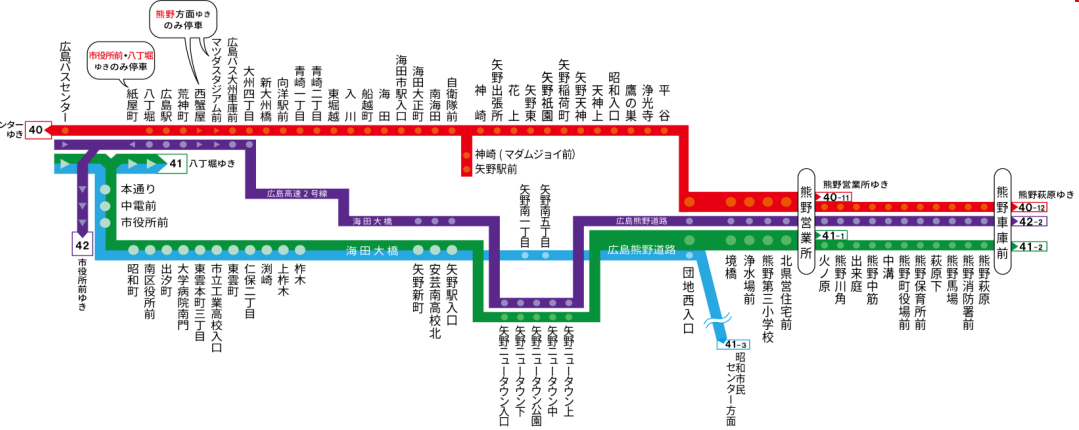 熊野方面ゆき
のみ停車
市役所前・八丁堀
ゆきのみ停車
広島バスセンター
紙屋町
八丁堀
広島駅
荒神町
西蟹屋
マツダスタジアム前
広島バス大州車庫前
大州四丁目
新大州橋
向洋駅前
青崎一丁目
青崎二丁目
東堀越
入川
船越町
海田
海田市駅入口
海田大正町
南海田
自衛隊前
神崎
矢野出張所
花上
矢野東
矢野祇園
矢野稲荷町
矢野天神
天神上
昭和入口
鷹の巣
浄光寺
平谷
ンター
ゆき
40
41
八丁堀ゆき
神崎(マダムジョイ前)
矢野駅前
本通り
中電前
市役所前
42
市役所前ゆき
広島高速2号線
海田大橋
海田大橋
矢野南一丁目
矢野南五丁目
広島熊野道路
広島熊野道路
熊野営業所
熊野営業所ゆき
40-11
41-1
熊野車庫前
熊野萩原ゆき
40-12
42-2
41-2
昭和町
南区役所前
出汐町
大学病院南門
東雲本町三丁目
市立工業高校入口
東雲町
仁保二丁目
渕崎
上柞木
柞木
矢野新町
安芸南高校北
矢野駅入口
矢野ニュータウン入口
矢野ニュータウン下
矢野ニュータウン公園
矢野ニュータウン中
矢野ニュータウン上
団地西入口
境橋
浄水場前
熊野第三小学校
北県営住宅前
火ノ原
熊野川角
出来庭
熊野中筋
中溝
熊野町役場前
熊野保育所前
萩原下
熊野馬場
熊野消防署前
熊野萩原
41-3
昭和市民
センター方面